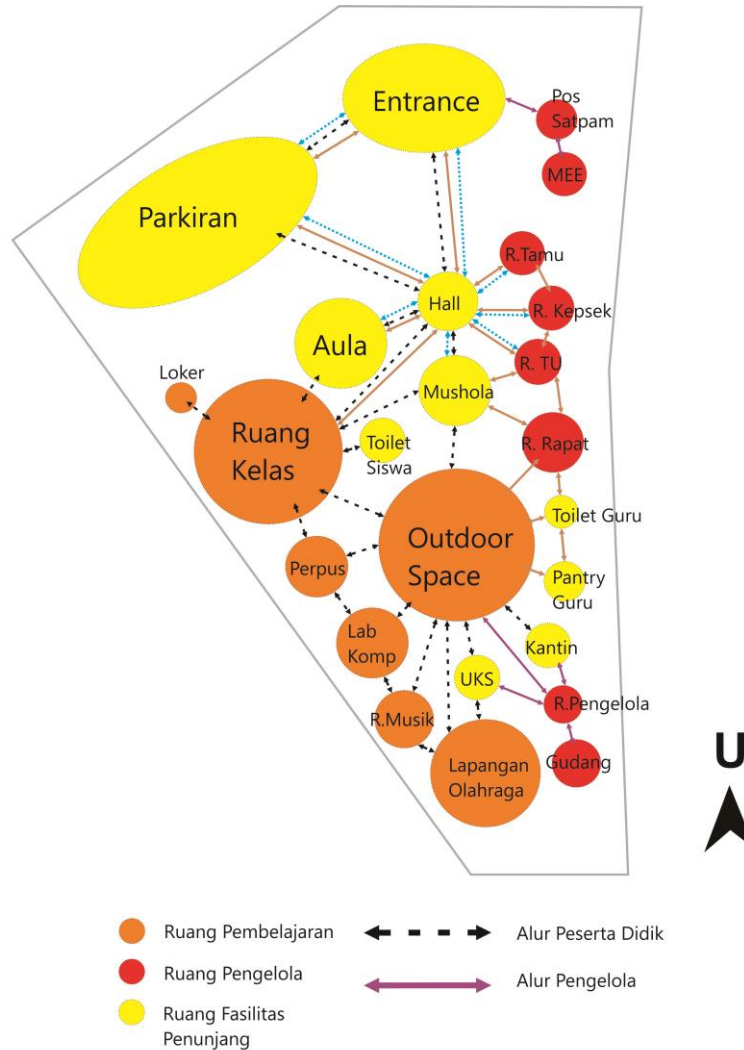 Entrance
Pos
Satpam
MEE
Parkiran
R.Tamu
Hall
R. Kepsek
Aula
R. TU
Loker
Mushola
Ruang
Kelas
Toilet
Siswa
R. Rapat
Outdoor
Space
Toilet Guru
Perpus
Pantry
Guru
Lab
Komp
Kantin
UKS
R.Pengelola
R.Musik
Lapangan
Olahraga
Gudang
U
Ruang Pembelajaran
Alur Peserta Didik
Ruang Pengelola
Alur Pengelola
Ruang Fasilitas
Penunjang